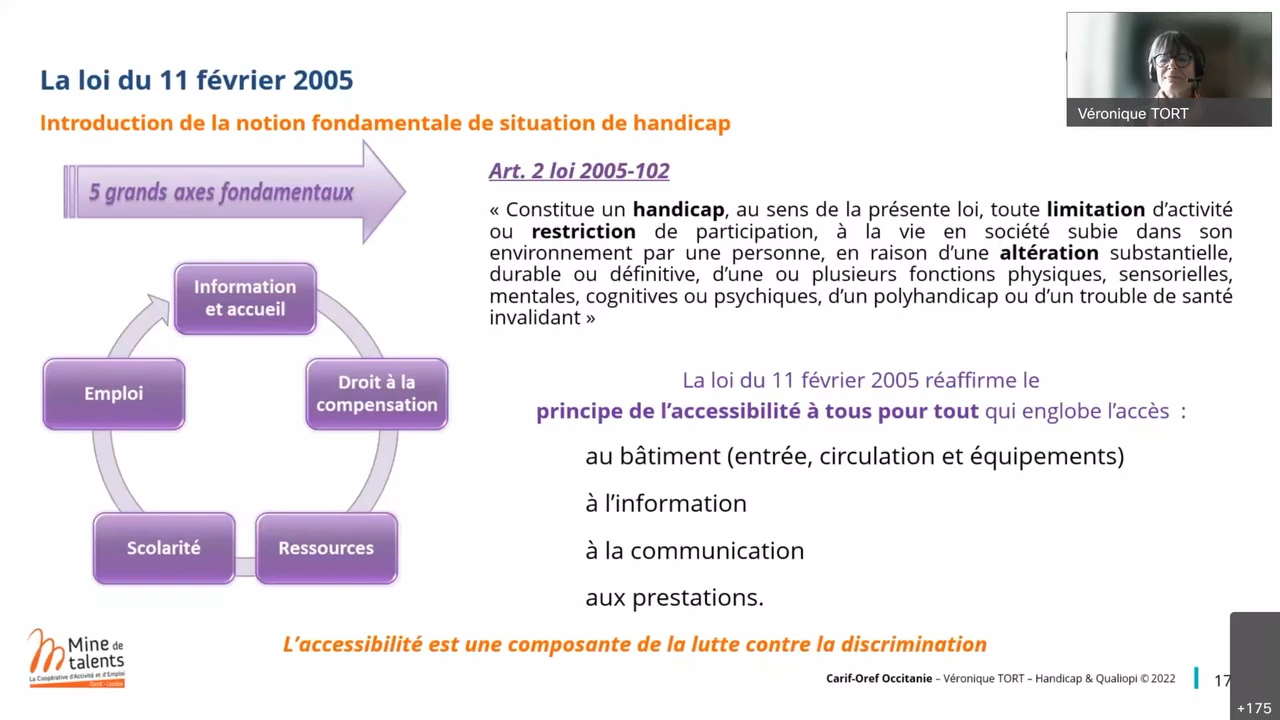 La loi du 11 février 2005
Introduction de la notion fondamentale de situation de handicap
Véronique TORT
5 grands axes fondamentaux
Information
et accueil
Droit à la
compensation
Ressources
Scolarité
Emploi
Art. 2 loi 2005-102
« Constitue un handicap, au sens de la présente loi, toute limitation d’activité
ou restriction de participation, à la vie en société subie dans son
environnement par une personne, en raison d’une altération substantielle,
durable ou définitive, d’une ou plusieurs fonctions physiques, sensorielles,
mentales, cognitives ou psychiques, d’un polyhandicap ou d’un trouble de santé
invalidant »
La loi du 11 février 2005 réaffirme le
principe de l’accessibilité à tous pour tout qui englobe l’accès :
au bâtiment (entrée, circulation et équipements)
à l’information
à la communication
aux prestations.
L’accessibilité est une composante de la lutte contre la discrimination
Mine de
talents
La Coopérative d'Activité et d'Emploi
Carif-Oref Occitanie – Véronique TORT – Handicap & Qualiopi © 2022
17
+175